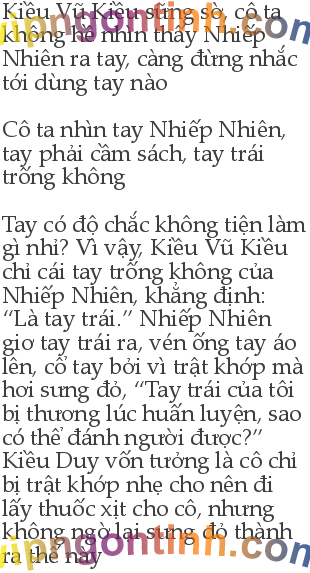 Kiều Vũ Kiều sững sờ, cô ta
không hề nhìn thấy Nhiếp
Nhiên ra tay, càng đừng nhắc
tới dùng tay nào
Cô ta nhìn tay Nhiếp Nhiên,
tay phải cầm sách, tay trái
trống không
Tay có độ chắc không tiện làm
gì nhỉ? Vì vậy, Kiều Vũ Kiều
chỉ cái tay trống không của
Nhiếp Nhiên, khẳng định:
“Là tay trái.” Nhiếp Nhiên
giơ tay trái ra, vén ống tay áo
lên, cổ tay bởi vì trật khớp mà
hơi sưng đỏ, “Tay trái của tôi
bị thương lúc huấn luyện, sao
có thể đánh người được?”
Kiều Duy vốn tưởng là cô chỉ
bị trật khớp nhẹ cho nên đi
lấy thuốc xịt cho cô, nhưng
không ngờ lại sưng đỏ thành
ra thế này
vipngontinh.com
vipngontinh.com